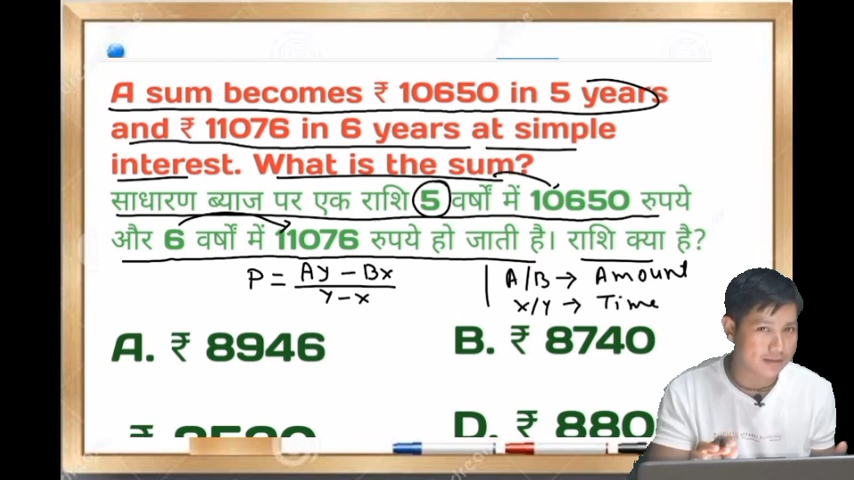 A sum becomes ₹ 10650 in 5 years
and ₹ 11076 in 6 years at simple
interest. What is the sum?
साधारण ब्याज पर एक राशि 5 वर्षों में 10650 रुपये
और 6 वर्षों में 11076 रुपये हो जाती है। राशि क्या है?
P = Ay - Bx / y - x
A/B → Amount
x/y → Time
A. ₹ 8946
B. ₹ 8740
D. ₹ 880